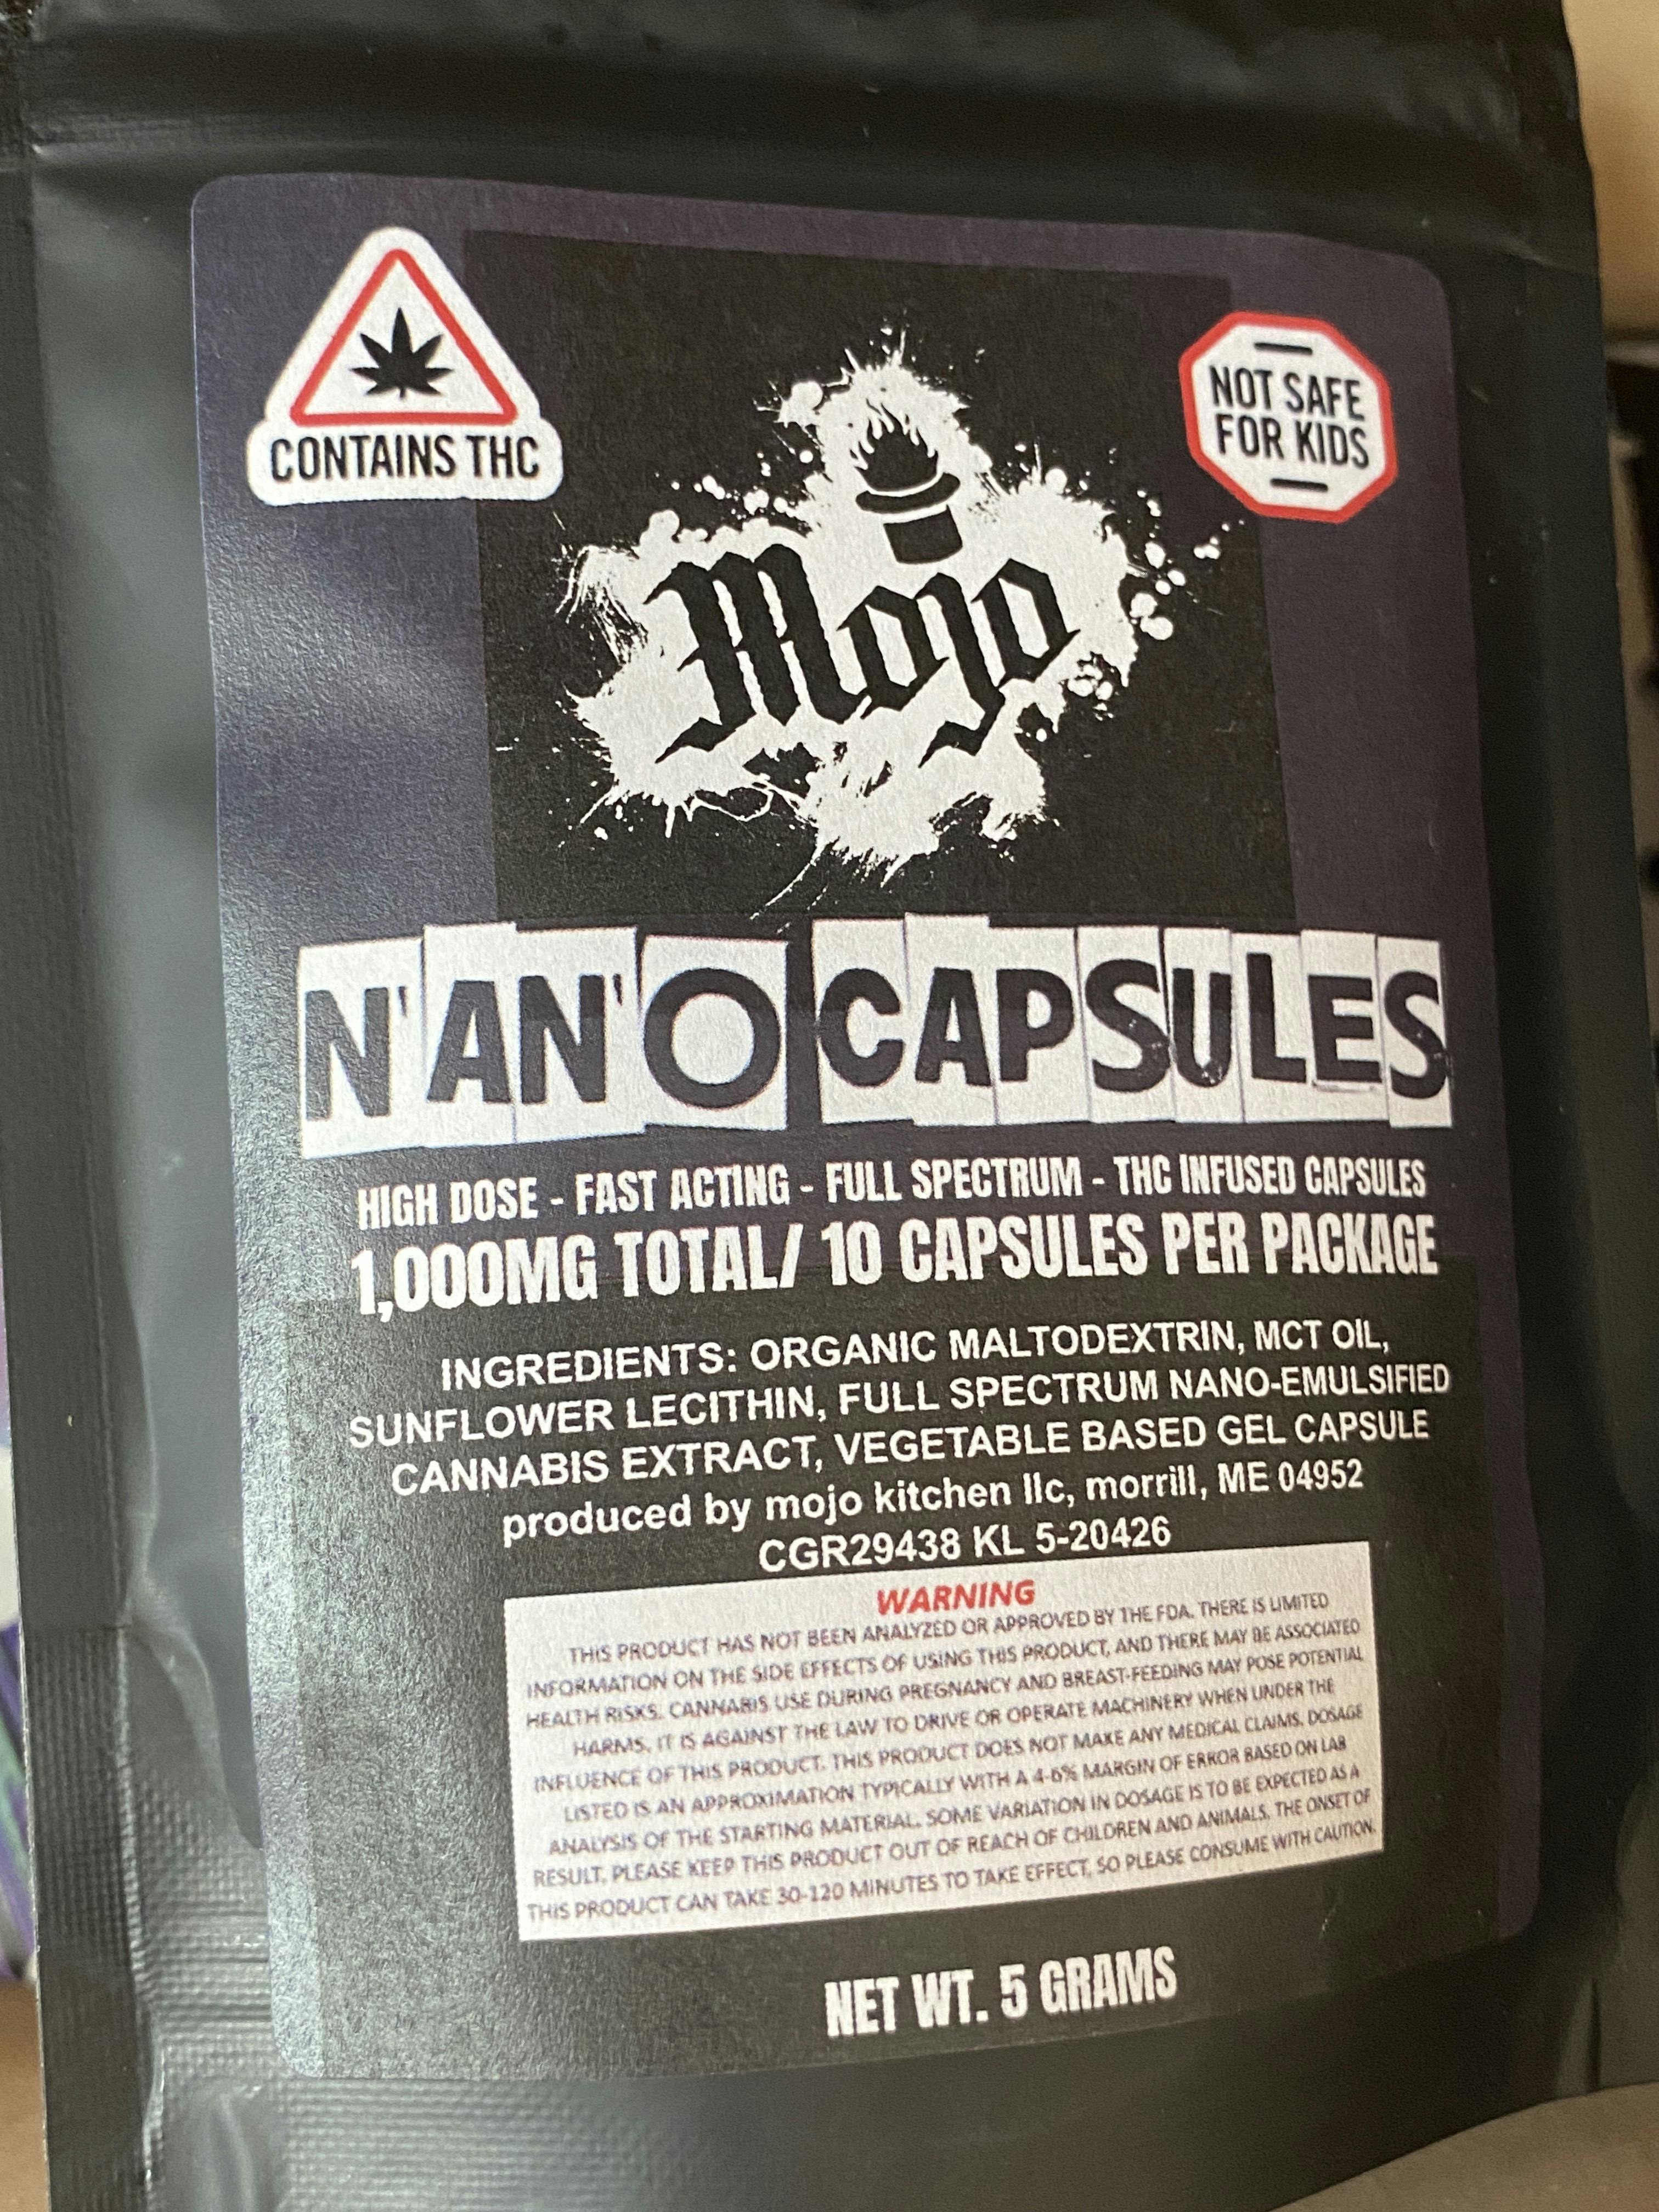 CONTAINS THC
NOT SAFE
FOR KIDS
Mojo
NANO CAPSULES
HIGH DOSE - FAST ACTING - FULL SPECTRUM - THC INFUSED CAPSULES
1,000MG TOTAL/ 10 CAPSULES PER PACKAGE
INGREDIENTS: ORGANIC MALTODEXTRIN, MCT OIL,
SUNFLOWER LECITHIN, FULL SPECTRUM NANO-EMULSIFIED
CANNABIS EXTRACT, VEGETABLE BASED GEL CAPSULE
produced by mojo kitchen llc, morrill, ME 04952
CGR29438 KL 5-20426
WARNING
THIS PRODUCT HAS NOT BEEN ANALYZED OR APPROVED BY THE FDA. THERE IS LIMITED
INFORMATION ON THE SIDE EFFECTS OF USING THIS PRODUCT, AND THERE MAY BE ASSOCIATED
HEALTH RISKS. CANNABIS USE DURING PREGNANCY AND BREAST-FEEDING MAY POSE POTENTIAL
HARMS. IT IS AGAINST THE LAW TO DRIVE OR OPERATE MACHINERY WHEN UNDER THE
INFLUENCE OF THIS PRODUCT. THIS PRODUCT DOES NOT MAKE ANY MEDICAL CLAIMS. DOSAGE
LISTED IS AN APPROXIMATION TYPICALLY WITH A 4-6% MARGIN OF ERROR BASED ON LAB
ANALYSIS OF THE STARTING MATERIAL. SOME VARIATION IN DOSAGE IS TO BE EXPECTED AS A
RESULT. PLEASE KEEP THIS PRODUCT OUT OF REACH OF CHILDREN AND ANIMALS. THE ONSET OF
THIS PRODUCT CAN TAKE 30-120 MINUTES TO TAKE EFFECT, SO PLEASE CONSUME WITH CAUTION.
NET WT. 5 GRAMS